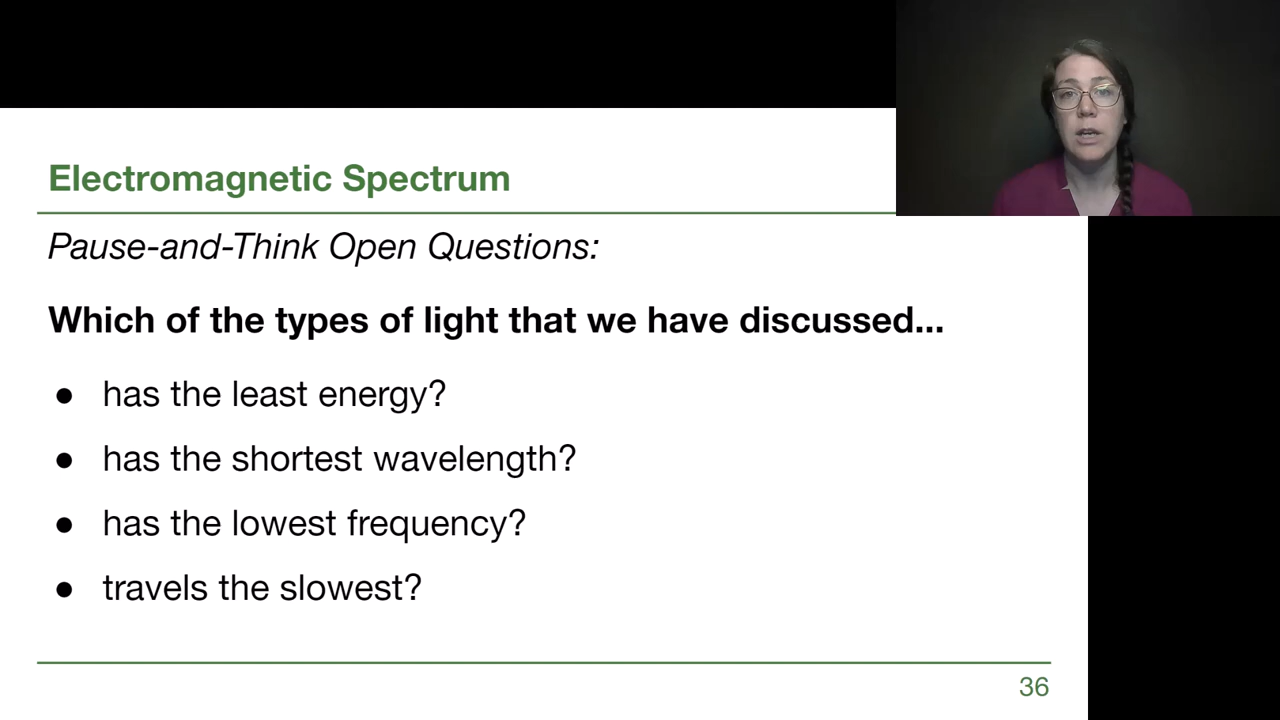 Electromagnetic Spectrum
Pause-and-Think Open Questions:
Which of the types of light that we have discussed...
● has the least energy?
● has the shortest wavelength?
● has the lowest frequency?
● travels the slowest?
36